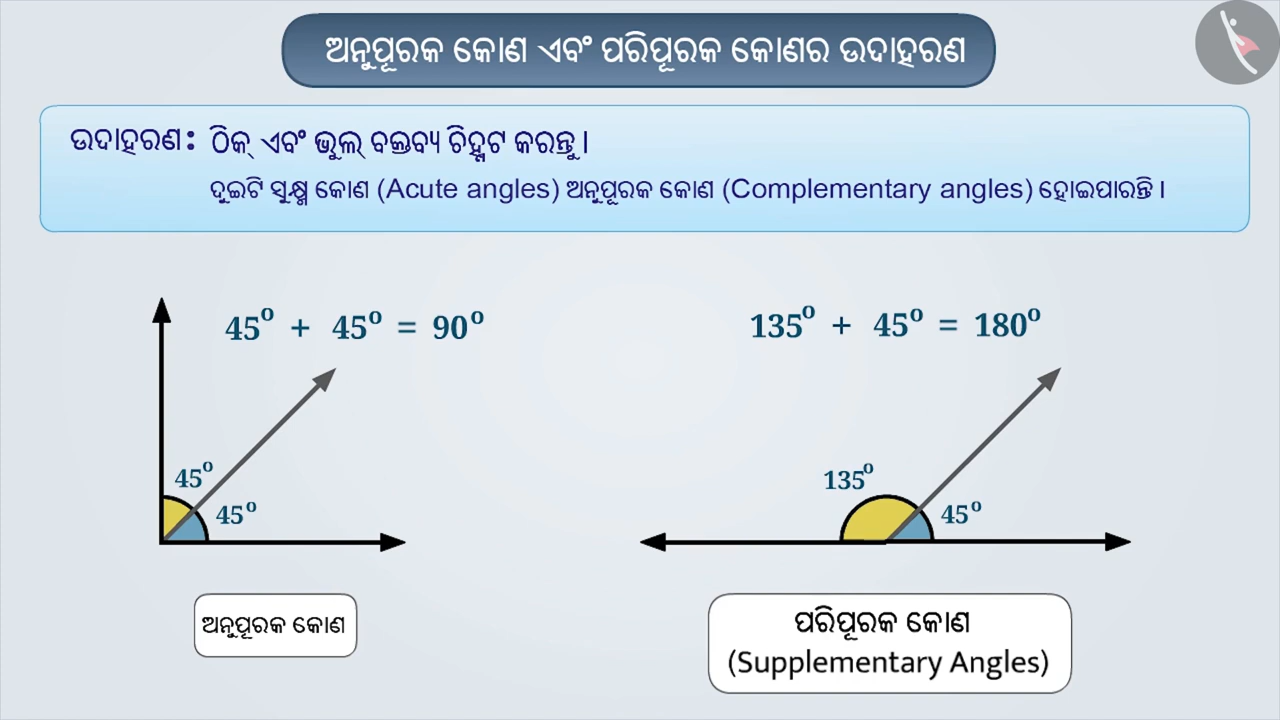 ଅନୁପୂରକ କୋଣ ଏବଂ ପରିପୂରକ କୋଣର ଉଦାହରଣ
ଉଦାହରଣ: ଠିକ୍ ଏବଂ ଭୁଲ୍ ବକ୍ତବ୍ୟ ଚିହ୍ନଟ କରନ୍ତୁ।
ଦୁଇଟି ସୁକ୍ଷ୍ମ କୋଣ (Acute angles) ଅନୁପୂରକ କୋଣ (Complementary angles) ହୋଇପାରନ୍ତି।
45° + 45° = 90°
45°
45°
ଅନୁପୂରକ କୋଣ
135° + 45° = 180°
135°
45°
ପରିପୂରକ କୋଣ
(Supplementary Angles)